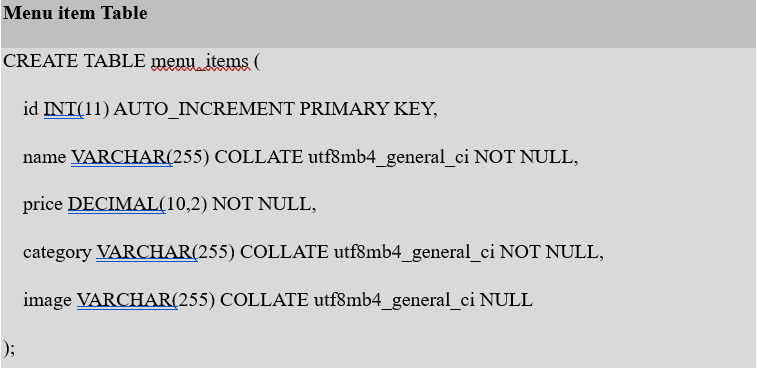 Menu item Table
CREATE TABLE menu_items (
id INT(11) AUTO_INCREMENT PRIMARY KEY,
name VARCHAR(255) COLLATE utf8mb4_general_ci NOT NULL,
price DECIMAL(10,2) NOT NULL,
category VARCHAR(255) COLLATE utf8mb4_general_ci NOT NULL,
image VARCHAR(255) COLLATE utf8mb4_general_ci NULL
);